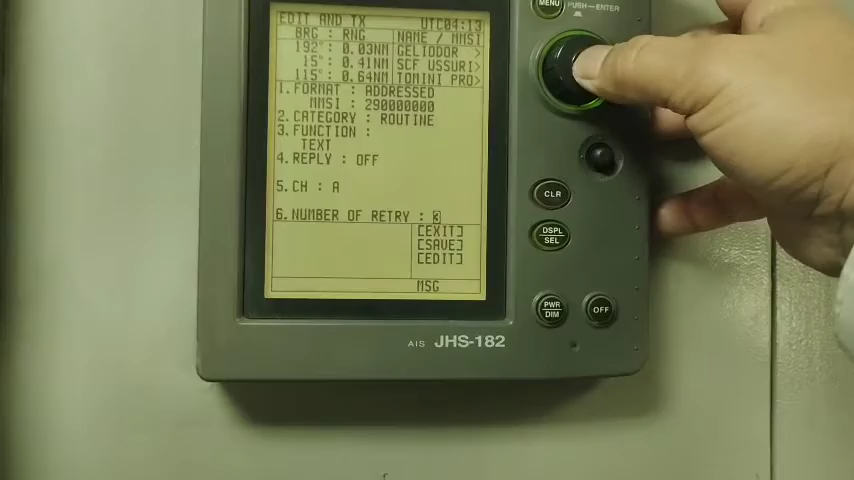 MENU
PUSH—ENTER
EDIT AND TX UTC04:13
BRG : RNG NAME / MMSI
192° : 0.03NM GELIODOR >
15° : 0.41NM SCF USSURI>
115° : 0.64NM TOMINI PRO>
1.FORMAT : ADDRESSED
MMSI : 290000000
2.CATEGORY : ROUTINE
3.FUNCTION :
TEXT
4.REPLY : OFF
5.CH : A
6.NUMBER OF RETRY : 3
[EXIT]
[SAVE]
[EDIT]
MSG
CLR
DSPL
SEL
PWR
DIM
OFF
AIS JHS-182